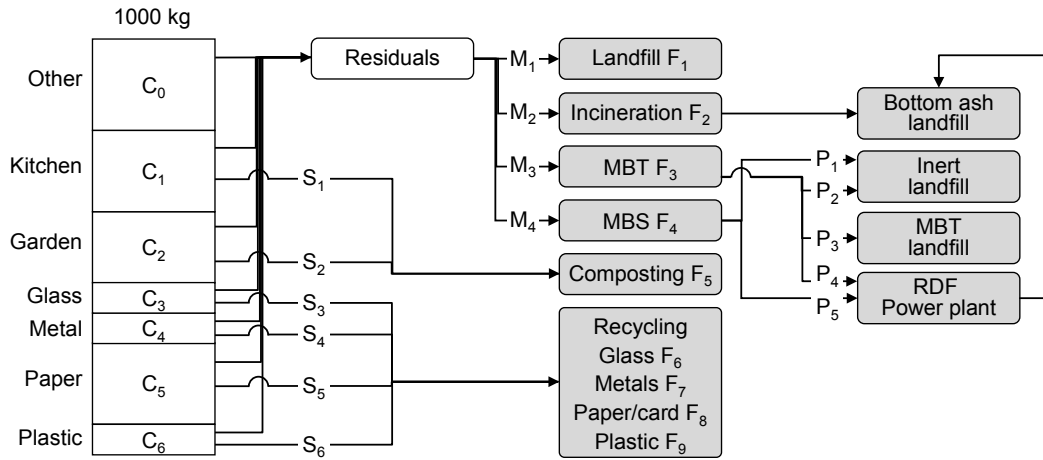 1000 kg
Other
C₀
Kitchen
C₁
Garden
C₂
Glass
C₃
Metal
C₄
Paper
C₅
Plastic
C₆
S₁
S₂
S₃
S₄
S₅
S₆
Residuals
M₁
M₂
M₃
M₄
Landfill F₁
Incineration F₂
MBT F₃
MBS F₄
Composting F₅
Recycling
Glass F₆
Metals F₇
Paper/card F₈
Plastic F₉
P₁
P₂
P₃
P₄
P₅
Bottom ash
landfill
Inert
landfill
MBT
landfill
RDF
Power plant